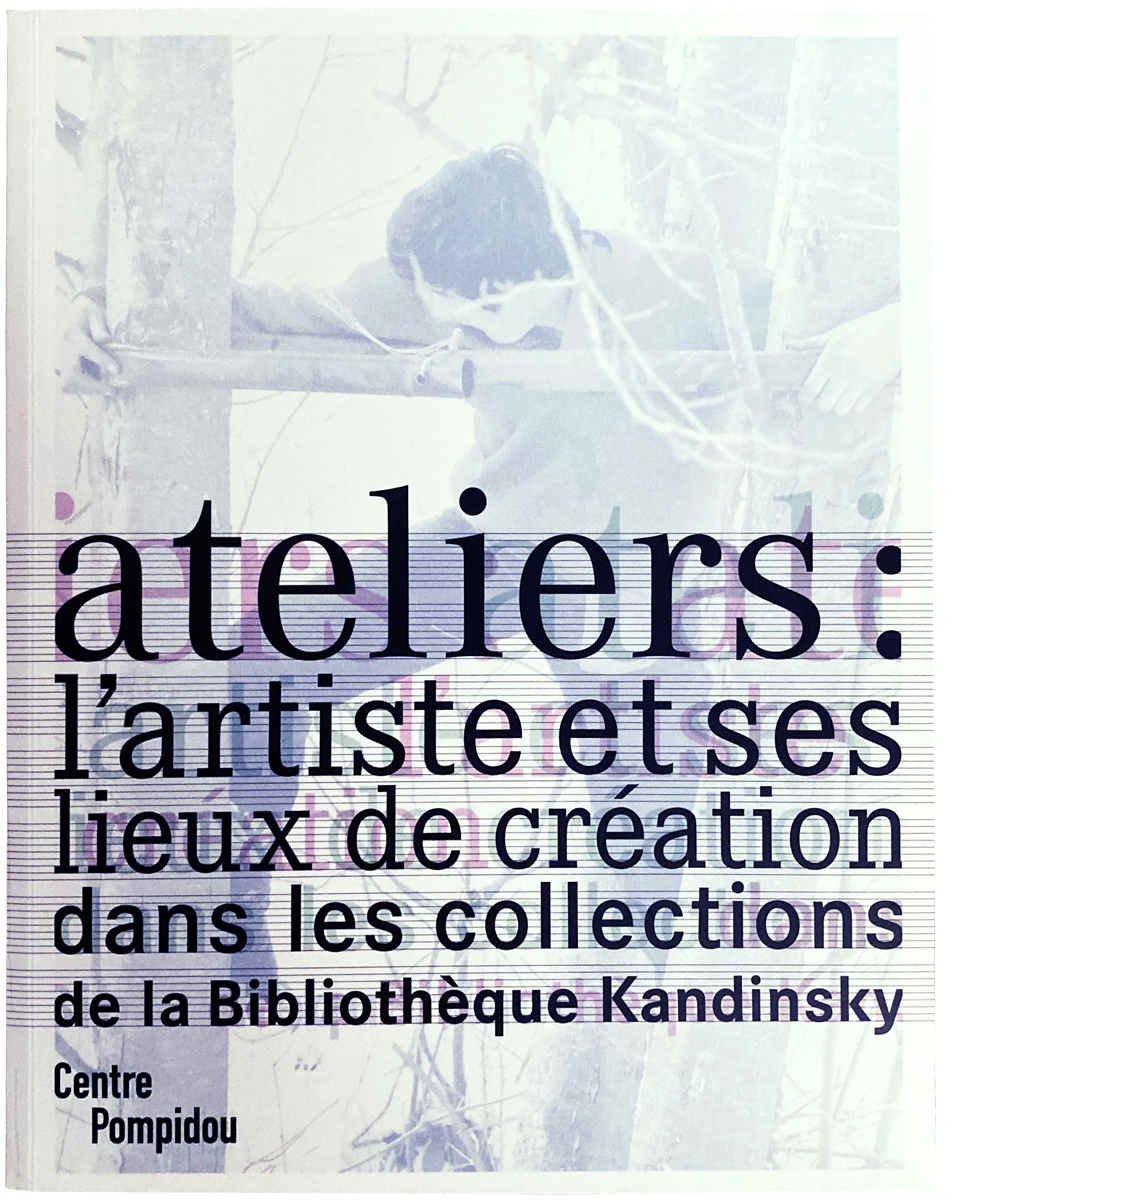 ateliers :
l’artiste et ses
lieux de création
dans les collections
de la Bibliothèque Kandinsky
Centre
Pompidou